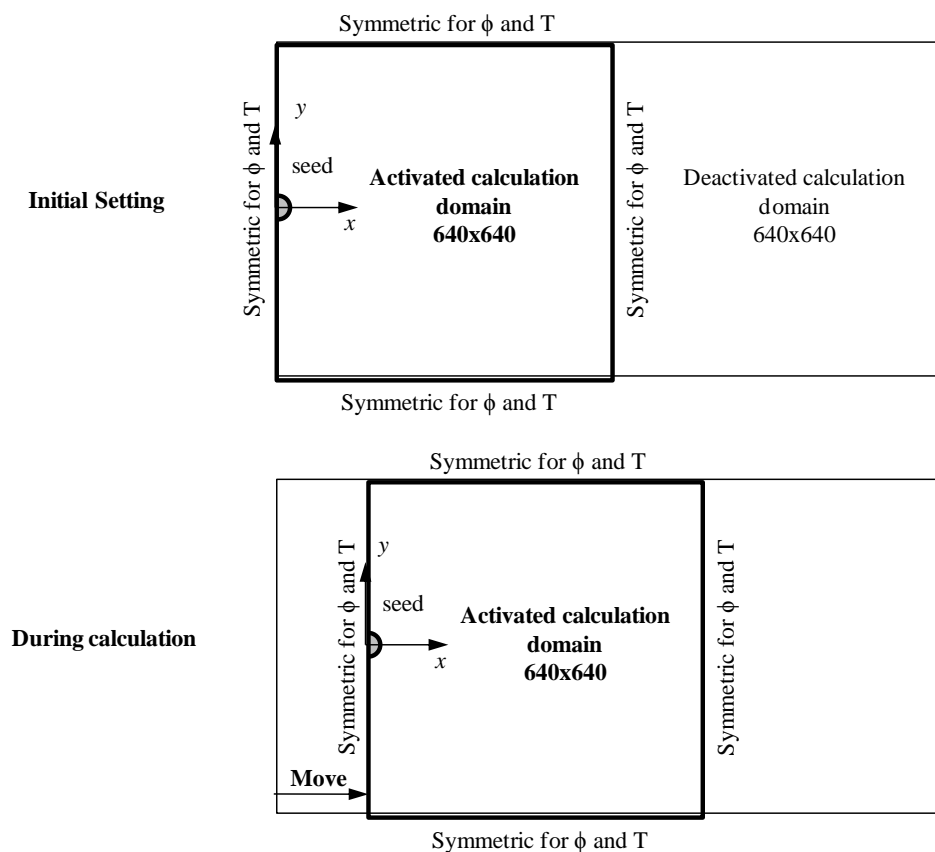 Symmetric for ϕ and T
Symmetric for ϕ and T
y
seed
Initial Setting
x
Activated calculation
domain
640x640
Symmetric for ϕ and T
Deactivated calculation
domain
640x640
Symmetric for ϕ and T
Symmetric for ϕ and T
Symmetric for ϕ and T
y
seed
During calculation
x
Activated calculation
domain
640x640
Symmetric for ϕ and T
Move
Symmetric for ϕ and T